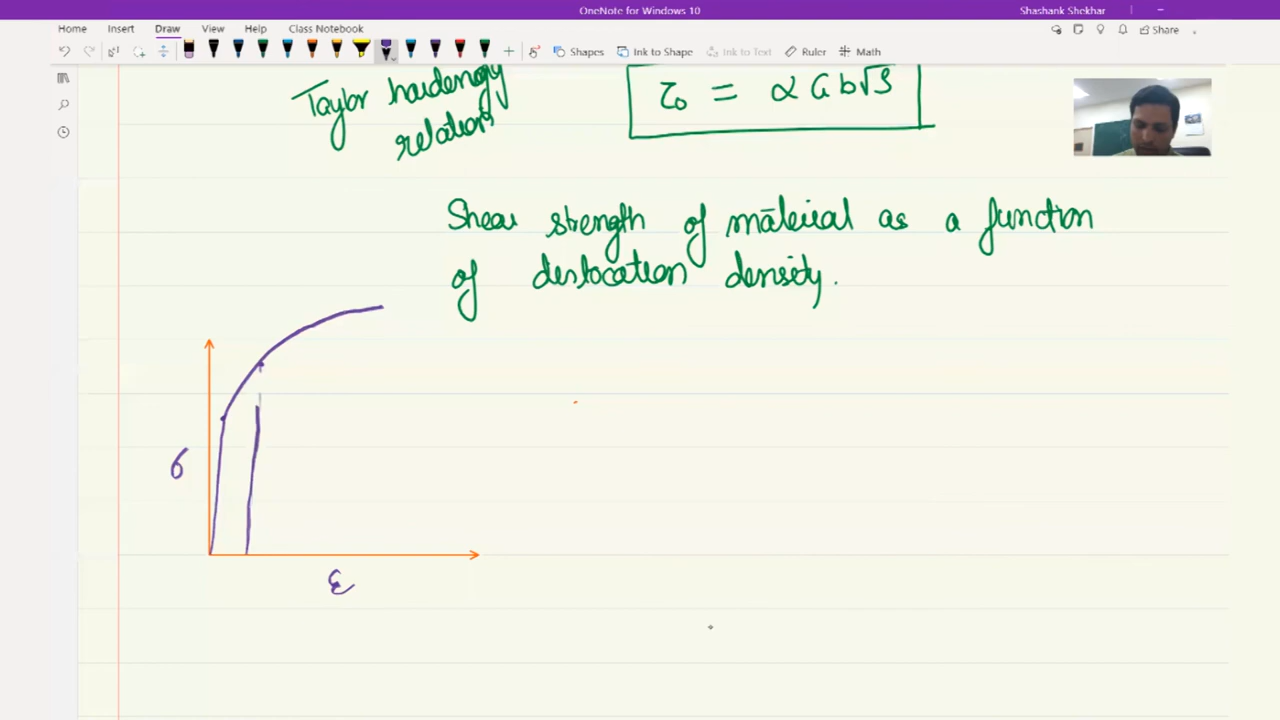 OneNote for Windows 10
Shashank Shekhar
Home Insert Draw View Help Class Notebook
Share
Shapes Ink to Shape Ink to Text Ruler Math
Taylor hardening
relation
τ₀ = α G b √ρ
Shear strength of material as a function
of dislocation density.
σ
ε